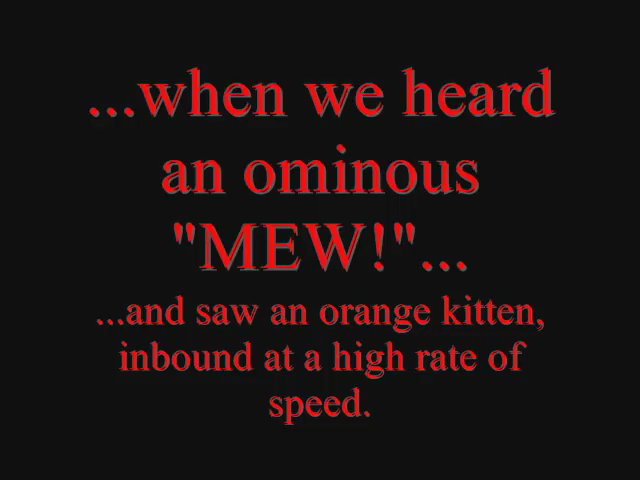 ...when we heard
an ominous
"MEW!"...
...and saw an orange kitten,
inbound at a high rate of
speed.